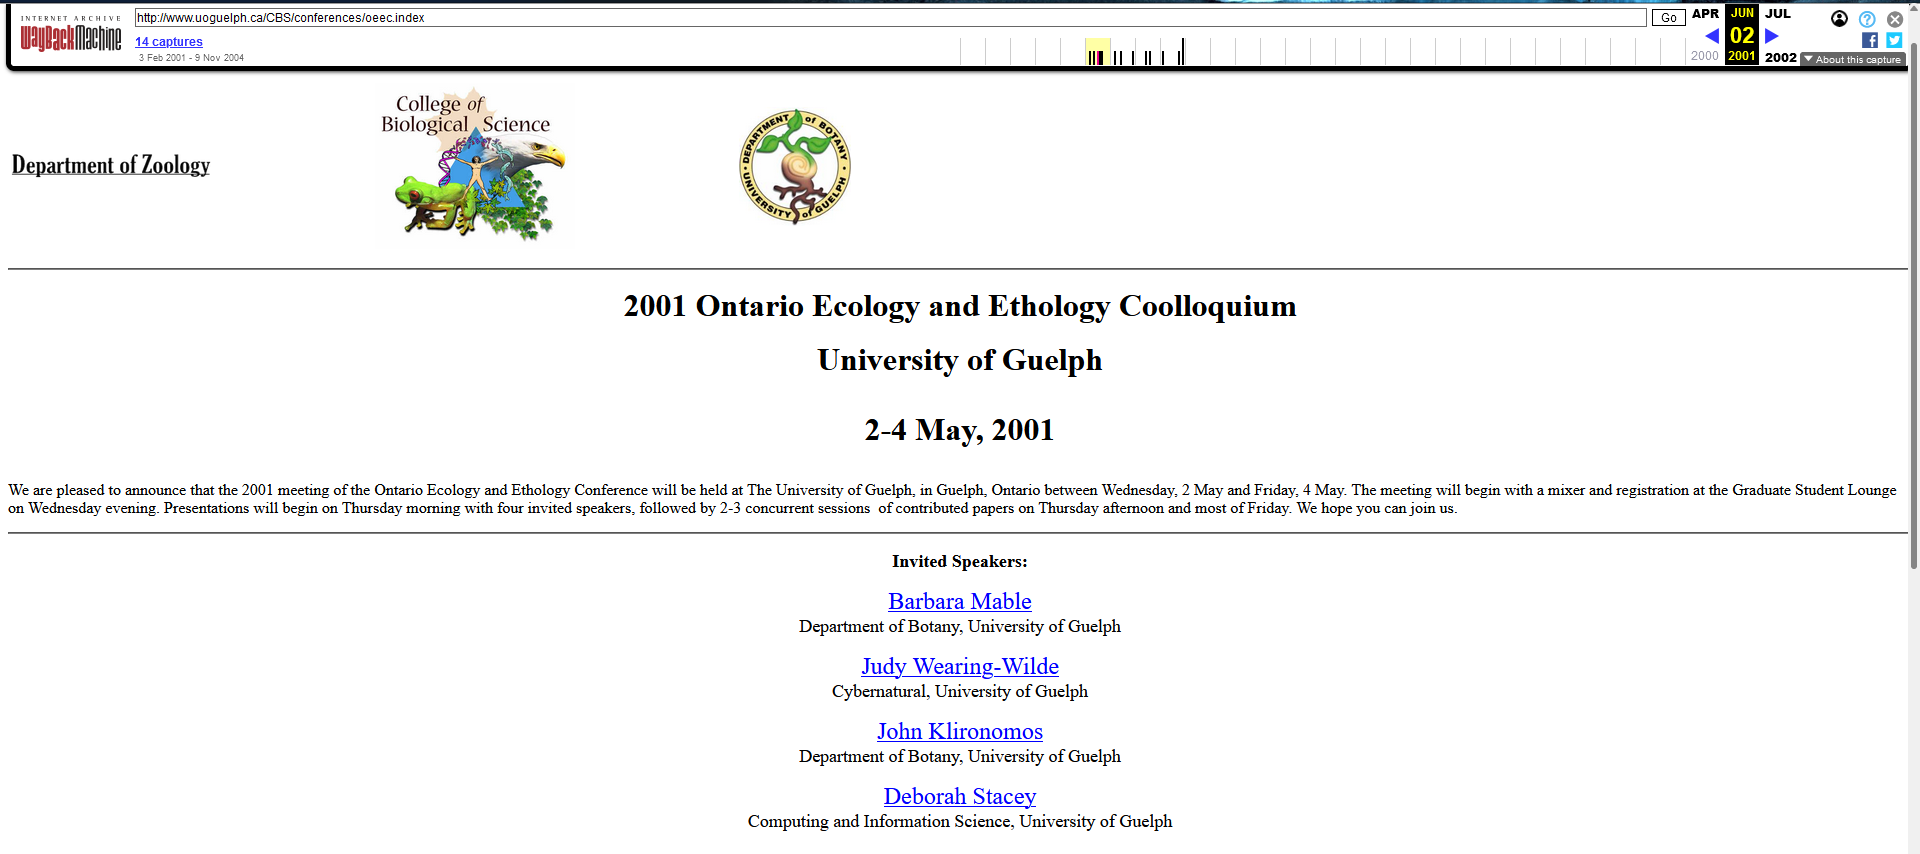 INTERNET ARCHIVE
WayBackMachine
http://www.uoguelph.ca/CBS/conferences/oeec.index
Go
APR JUN JUL
14 captures
02
3 Feb 2001 - 9 Nov 2004
2000 2001 2002
About this capture
College of
Biological Science
Department of Zoology
DEPARTMENT of BOTANY
UNIVERSITY of GUELPH
2001 Ontario Ecology and Ethology Coolloquium
University of Guelph
2-4 May, 2001
We are pleased to announce that the 2001 meeting of the Ontario Ecology and Ethology Conference will be held at The University of Guelph, in Guelph, Ontario between Wednesday, 2 May and Friday, 4 May. The meeting will begin with a mixer and registration at the Graduate Student Lounge
on Wednesday evening. Presentations will begin on Thursday morning with four invited speakers, followed by 2-3 concurrent sessions  of contributed papers on Thursday afternoon and most of Friday. We hope you can join us.
Invited Speakers:
Barbara Mable
Department of Botany, University of Guelph
Judy Wearing-Wilde
Cybernatural, University of Guelph
John Klironomos
Department of Botany, University of Guelph
Deborah Stacey
Computing and Information Science, University of Guelph